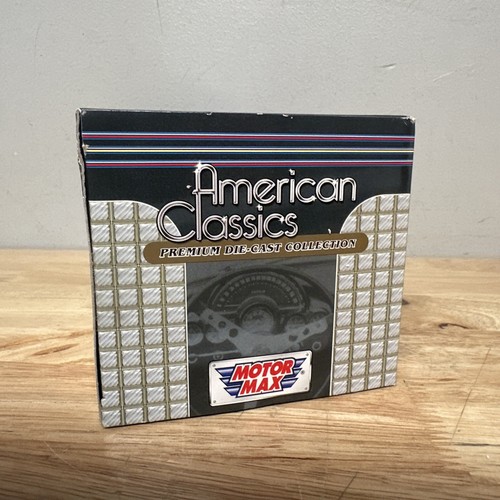 American
Classics
PREMIUM DIE-CAST COLLECTION
MOTOR
MAX
®